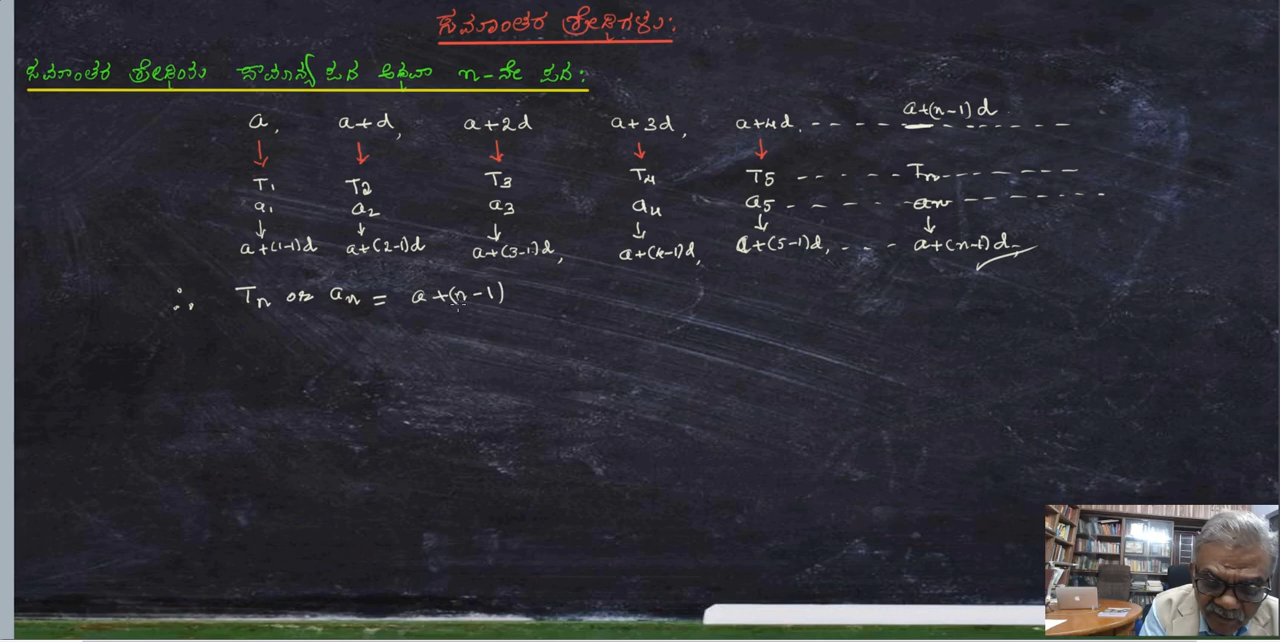 ಸಮಾಂತರ ಶ್ರೇಢಿಗಳು:
ಸಮಾಂತರ ಶ್ರೇಢಿಯ ಸಾಮಾನ್ಯ ಪದ ಅಥವಾ n-ನೇ ಪದ:
a, a+d, a+2d a+3d, a+4d, - - - - a+(n-1)d - - - -
↓ ↓ ↓ ↓ ↓
T₁ T₂ T₃ T₄ T₅ - - - - - - Tn - - - - - -
a₁ a₂ a₃ a₄ a₅ - - - - - - an - - - - - -
↓ ↓ ↓ ↓ ↓ ↓
a+(1-1)d a+(2-1)d a+(3-1)d, a+(4-1)d, a+(5-1)d, - - - a+(n-1)d
∴ Tn or an = a+(n-1)